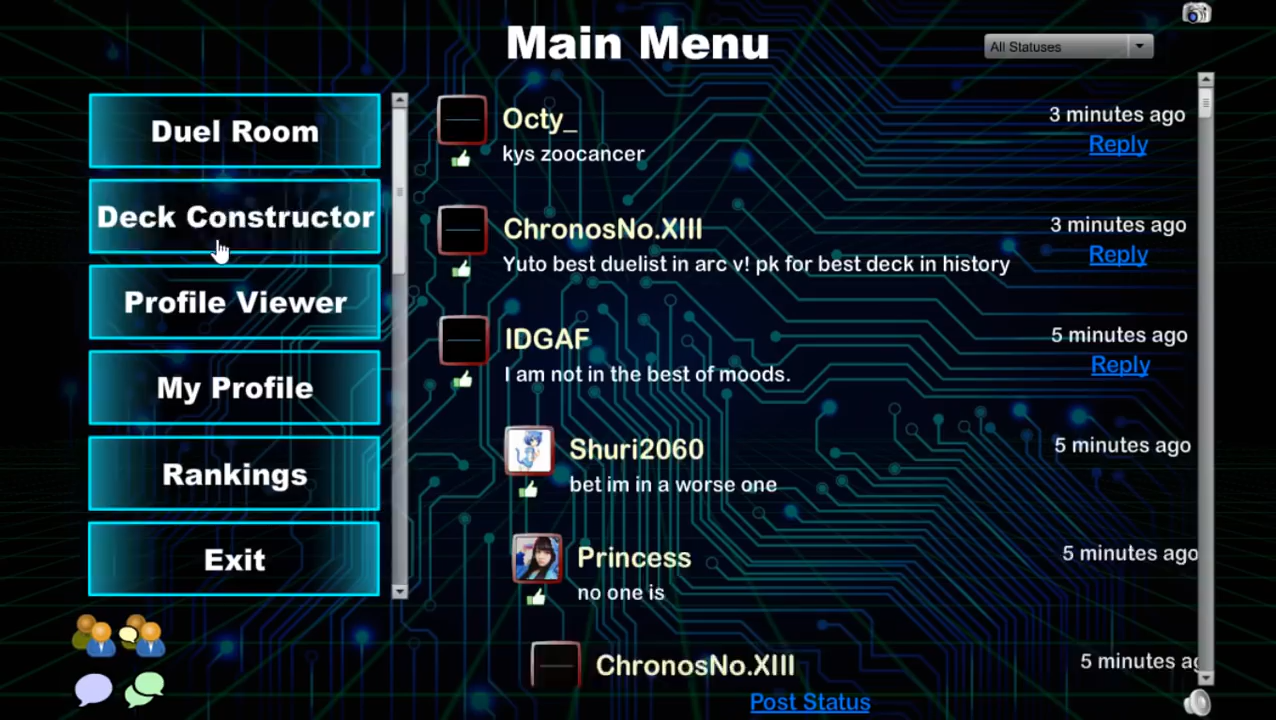 Main Menu
All Statuses
Duel Room
Deck Constructor
Profile Viewer
My Profile
Rankings
Exit
Octy_
3 minutes ago
kys zoocancer
Reply
ChronosNo.XIII
3 minutes ago
Yuto best duelist in arc v! pk for best deck in history
Reply
IDGAF
5 minutes ago
I am not in the best of moods.
Reply
Shuri2060
5 minutes ago
bet im in a worse one
Princess
5 minutes ago
no one is
ChronosNo.XIII
5 minutes ag
Post Status